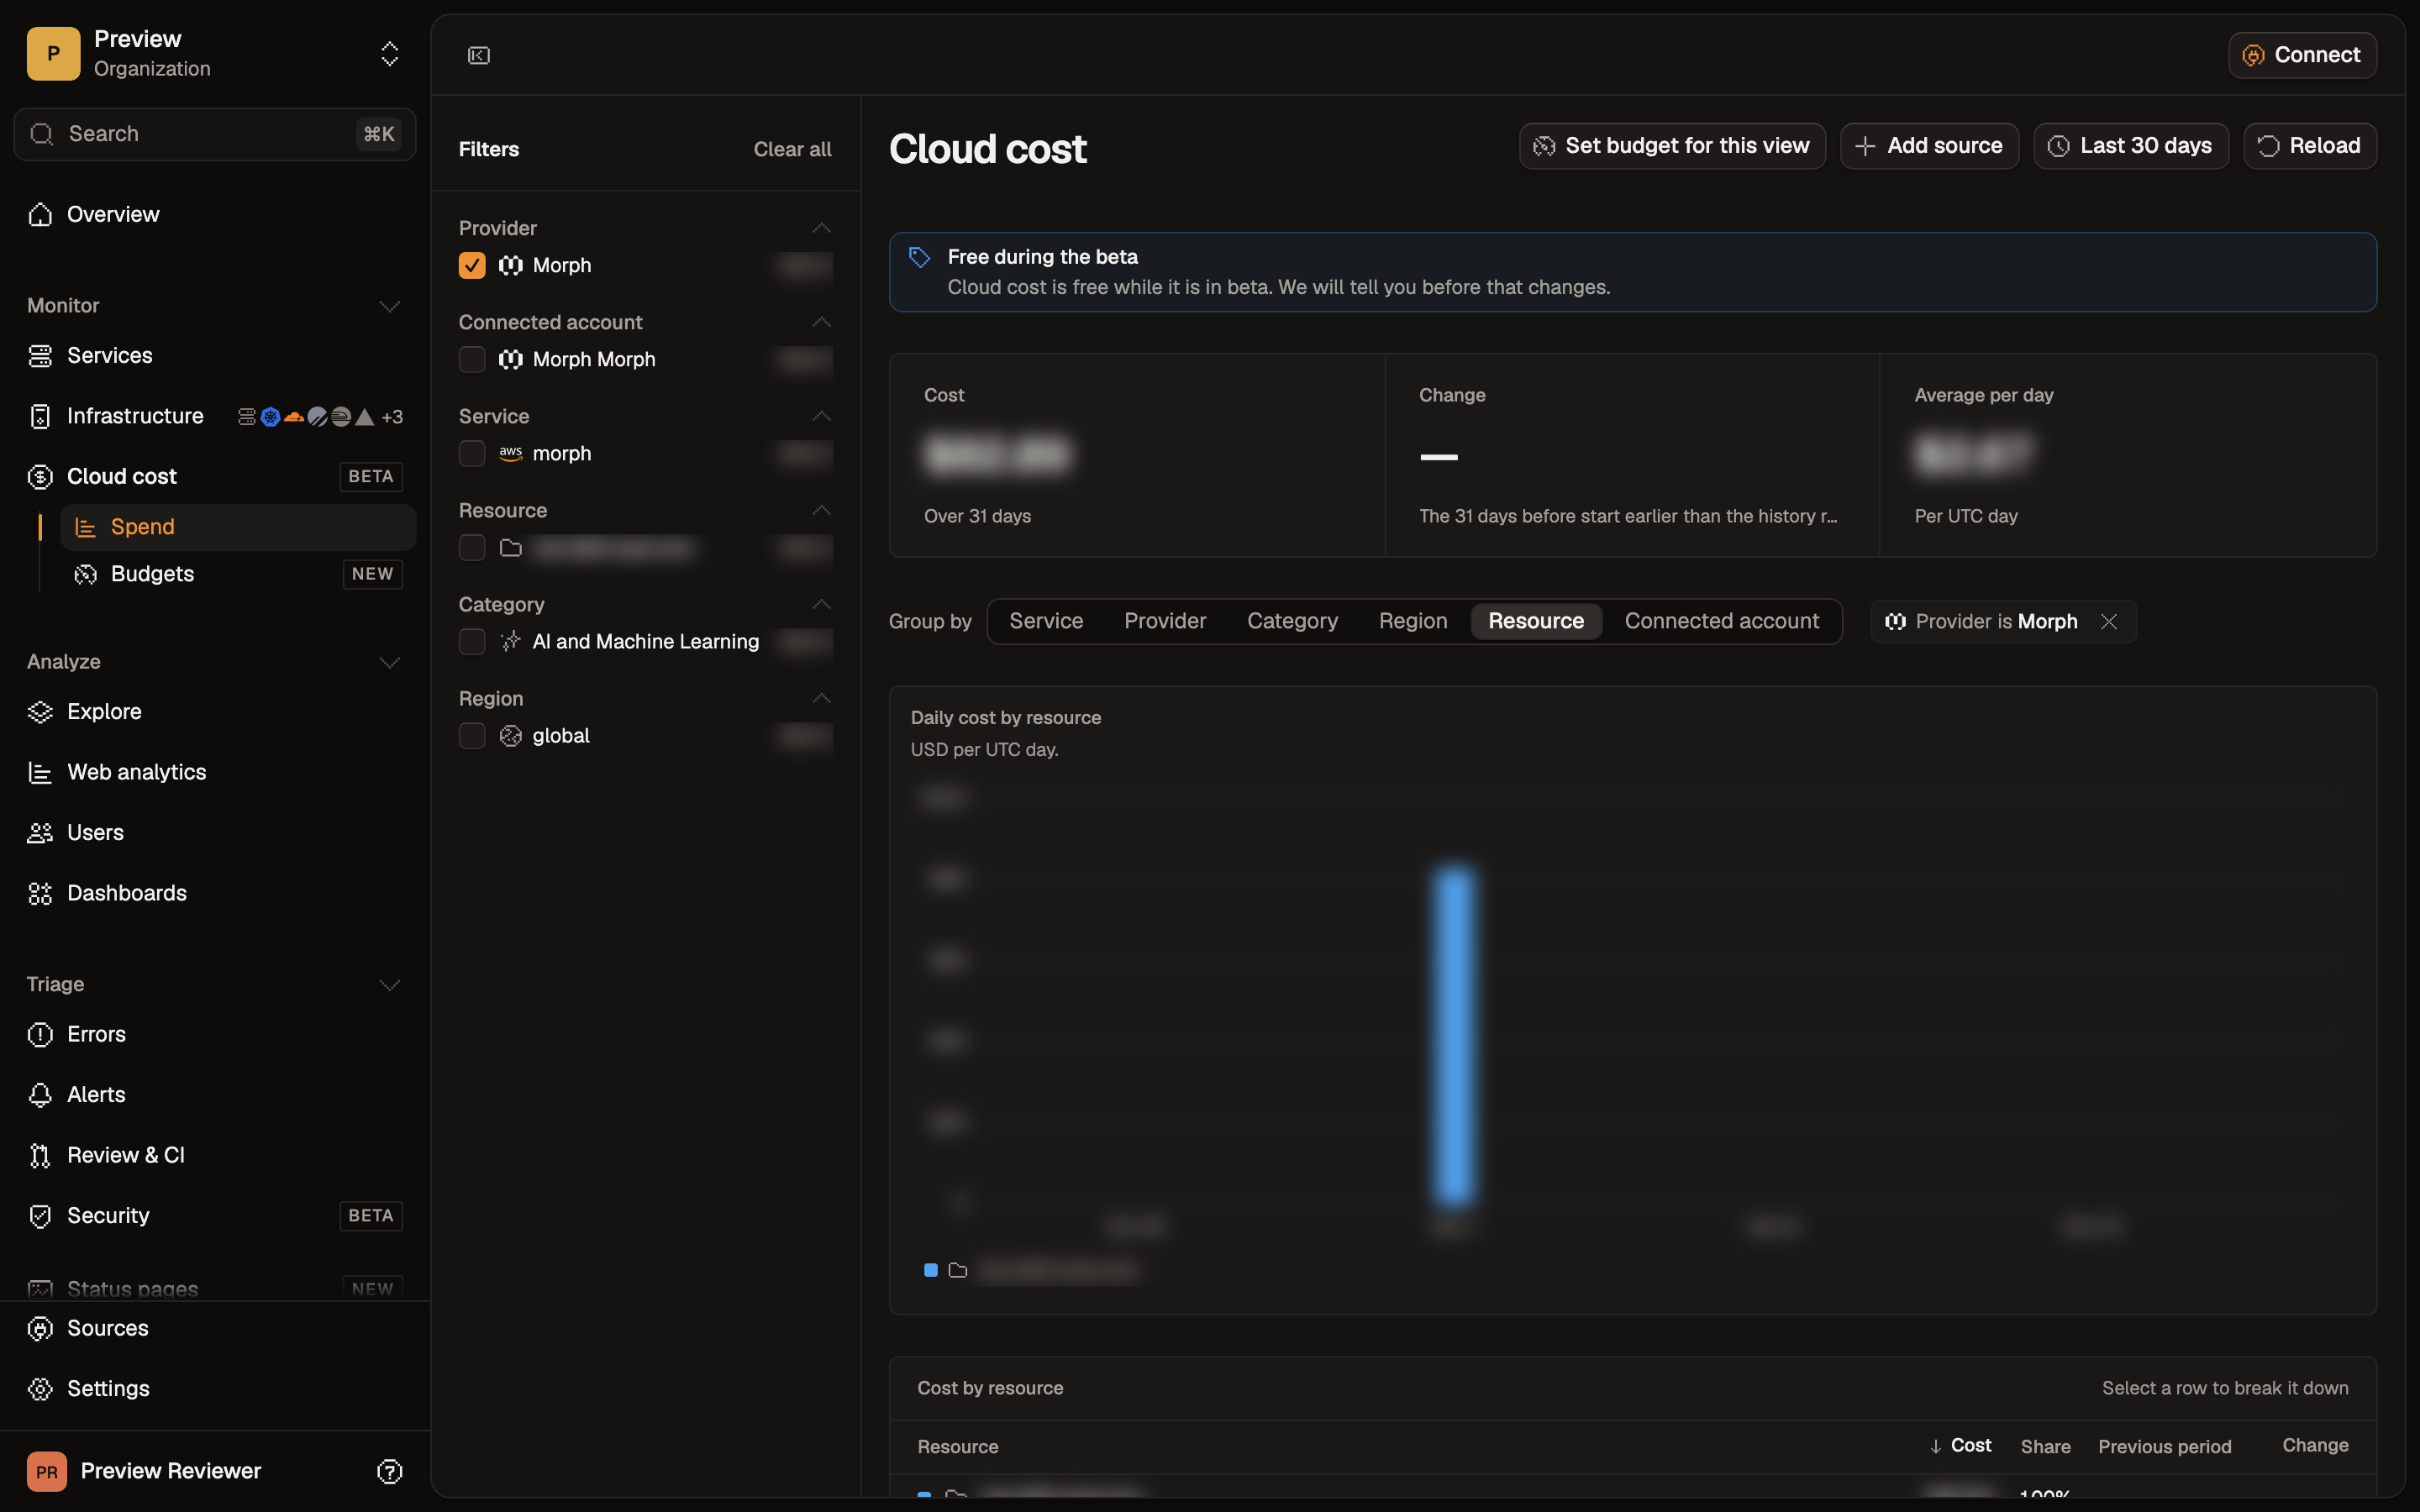 P
Preview
Organization
Search
⌘K
Overview
Monitor
Services
Infrastructure
+3
Cloud cost
BETA
Spend
Budgets
NEW
Analyze
Explore
Web analytics
Users
Dashboards
Triage
Errors
Alerts
Review & CI
Security
BETA
Status pages
NEW
Sources
Settings
PR
Preview Reviewer
Connect
Filters
Clear all
Provider
Morph
Connected account
Morph Morph
Service
aws
morph
Resource
Category
AI and Machine Learning
Region
global
Cloud cost
Set budget for this view
Add source
Last 30 days
Reload
Free during the beta
Cloud cost is free while it is in beta. We will tell you before that changes.
Cost
Over 31 days
Change
—
The 31 days before start earlier than the history r...
Average per day
Per UTC day
Group by
Service
Provider
Category
Region
Resource
Connected account
Provider is Morph
Daily cost by resource
USD per UTC day.
Cost by resource
Select a row to break it down
Resource
↓ Cost
Share
Previous period
Change
100%